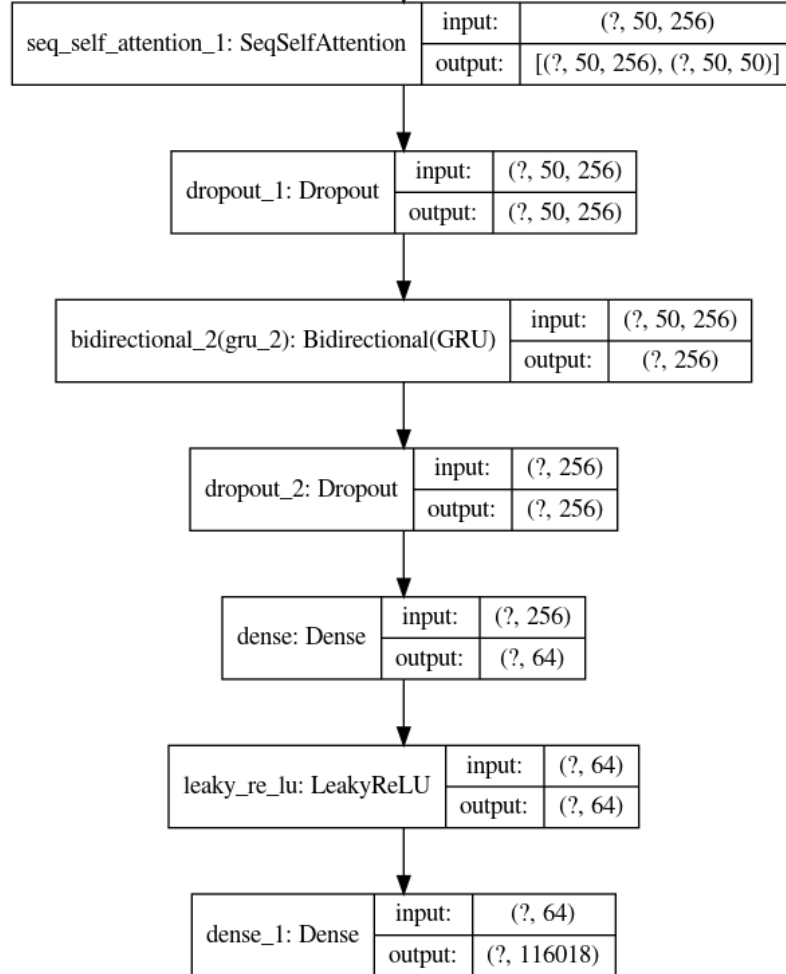 seq_self_attention_1: SeqSelfAttention
input: (?, 50, 256)
output: [(?, 50, 256), (?, 50, 50)]
dropout_1: Dropout
input: (?, 50, 256)
output: (?, 50, 256)
bidirectional_2(gru_2): Bidirectional(GRU)
input: (?, 50, 256)
output: (?, 256)
dropout_2: Dropout
input: (?, 256)
output: (?, 256)
dense: Dense
input: (?, 256)
output: (?, 64)
leaky_re_lu: LeakyReLU
input: (?, 64)
output: (?, 64)
dense_1: Dense
input: (?, 64)
output: (?, 116018)